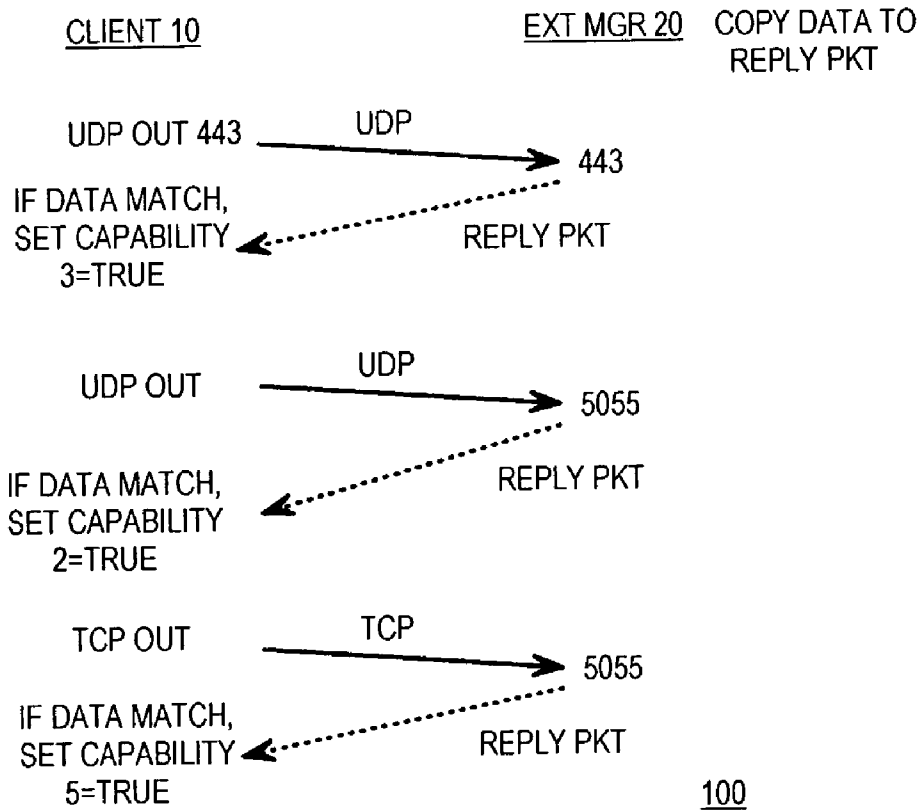 CLIENT 10
EXT MGR 20
COPY DATA TO
REPLY PKT
UDP OUT 443
UDP
443
IF DATA MATCH,
SET CAPABILITY
3=TRUE
REPLY PKT
UDP OUT
UDP
5055
IF DATA MATCH,
SET CAPABILITY
2=TRUE
REPLY PKT
TCP OUT
TCP
5055
IF DATA MATCH,
SET CAPABILITY
5=TRUE
REPLY PKT
100